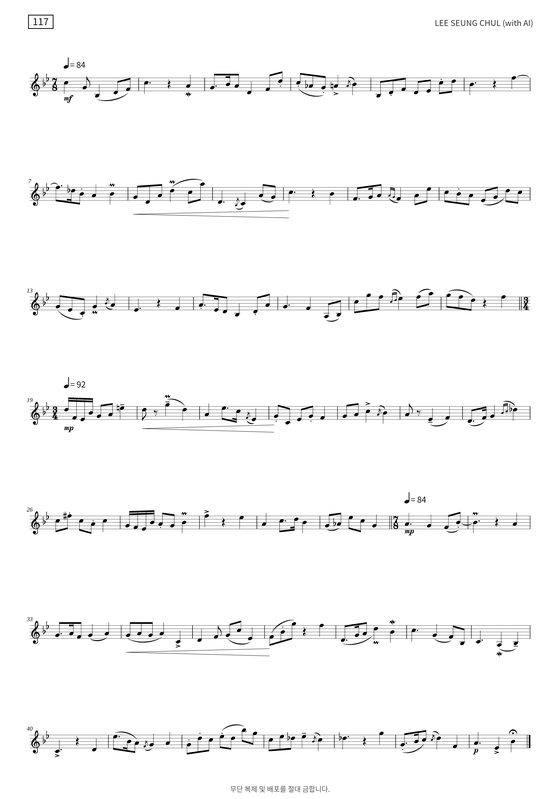 117
LEE SEUNG CHUL (with AI)
= 84
mf
7
13
= 92
19
mp
26
= 84
mp
33
40
p
무단 복제 및 배포를 절대 금합니다.